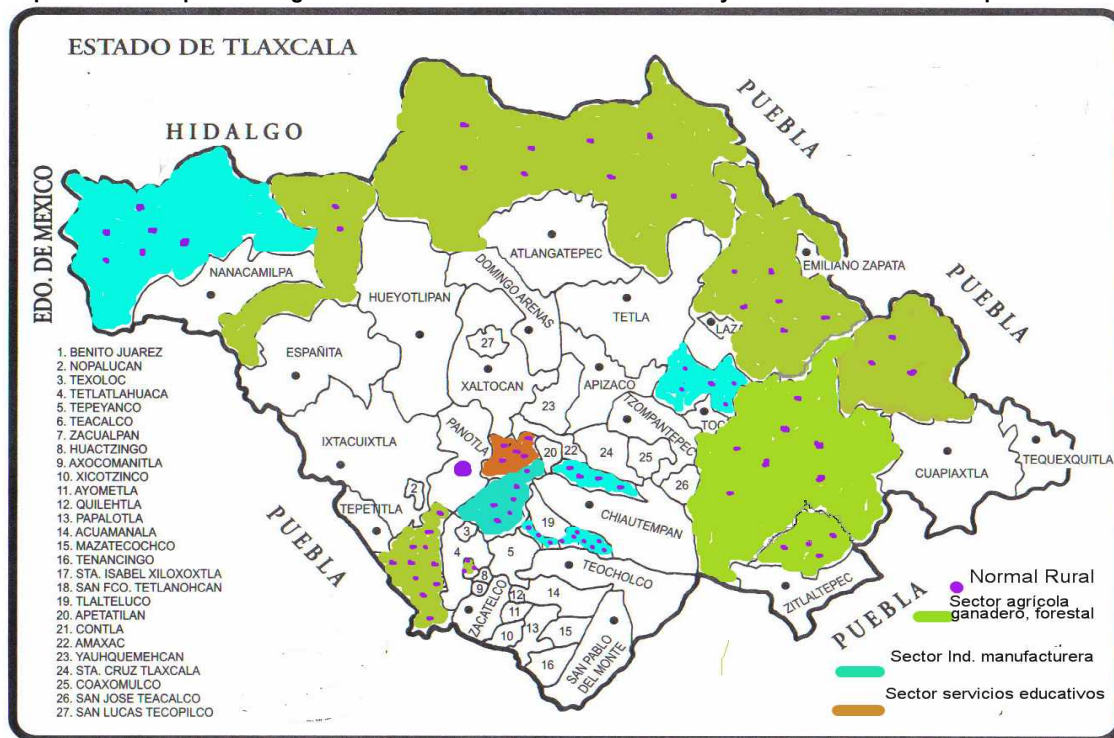 ESTADO DE TLAXCALA
HIDALGO
PUEBLA
EDO. DE MEXICO
NANACAMILPA
ATLANGATEPEC
EMILIANO ZAPATA
DOMINGO ARENAS
HUEYOTLIPAN
TETLA
PUEBLA
LAZA
ESPAÑITA
27
XALTOCAN
APIZACO
TZOMPANTEPEC
TOC
23
IXTACUIXTLA
PANOTLA
20
22
24
25
26
CUAPIAXTLA
TEQUEXQUITLA
2
TEPETITLA
CHIAUTEMPAN
19
3
4
5
TEOCHOLCO
8
9
12
14
ZACATELCO
11
10
13
15
16
SAN PABLO
DEL MONTE
ZITLALTEPEC
PUEBLA
PUEBLA
1. BENITO JUAREZ
2. NOPALUCAN
3. TEXOLOC
4. TETLATLAHUACA
5. TEPEYANCO
6. TEACALCO
7. ZACUALPAN
8. HUACTZINGO
9. AXOCOMANITLA
10. XICOTZINCO
11. AYOMETLA
12. QUILEHTLA
13. PAPALOTLA
14. ACUAMANALA
15. MAZATECOCHCO
16. TENANCINGO
17. STA. ISABEL XILOXOXTLA
18. SAN FCO. TETLANOHCAN
19. TLALTELUCO
20. APETATILAN
21. CONTLA
22. AMAXAC
23. YAUHQUEMEHCAN
24. STA. CRUZ TLAXCALA
25. COAXOMULCO
26. SAN JOSE TEACALCO
27. SAN LUCAS TECOPILCO
Normal Rural
Sector agrícola
ganadero, forestal
Sector Ind. manufacturera
Sector servicios educativos